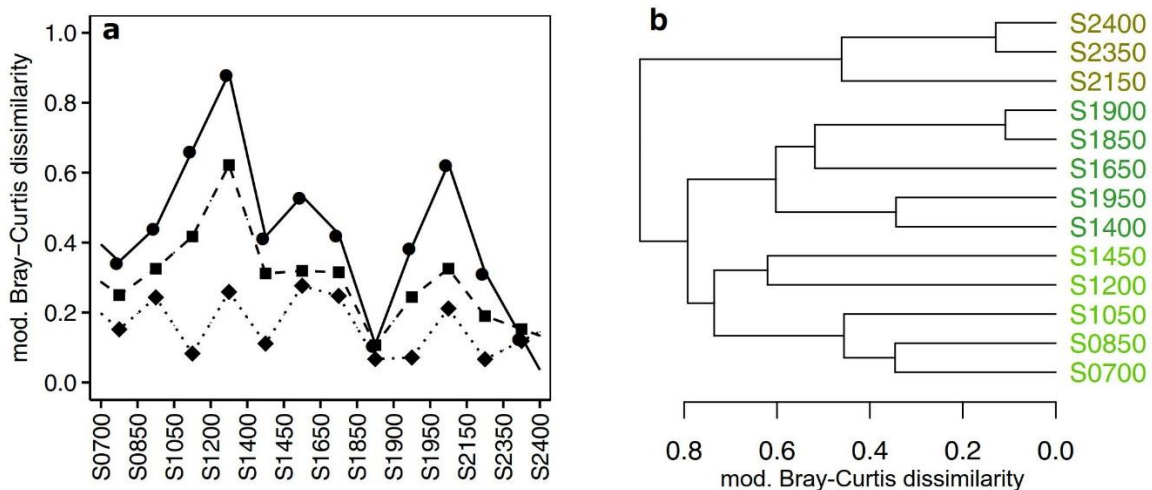 a
mod. Bray-Curtis dissimilarity
1.0
0.8
0.6
0.4
0.2
0.0
S0700
S0850
S1050
S1200
S1400
S1450
S1650
S1850
S1900
S1950
S2150
S2350
S2400
b
S2400
S2350
S2150
S1900
S1850
S1650
S1950
S1400
S1450
S1200
S1050
S0850
S0700
0.8 0.6 0.4 0.2 0.0
mod. Bray-Curtis dissimilarity